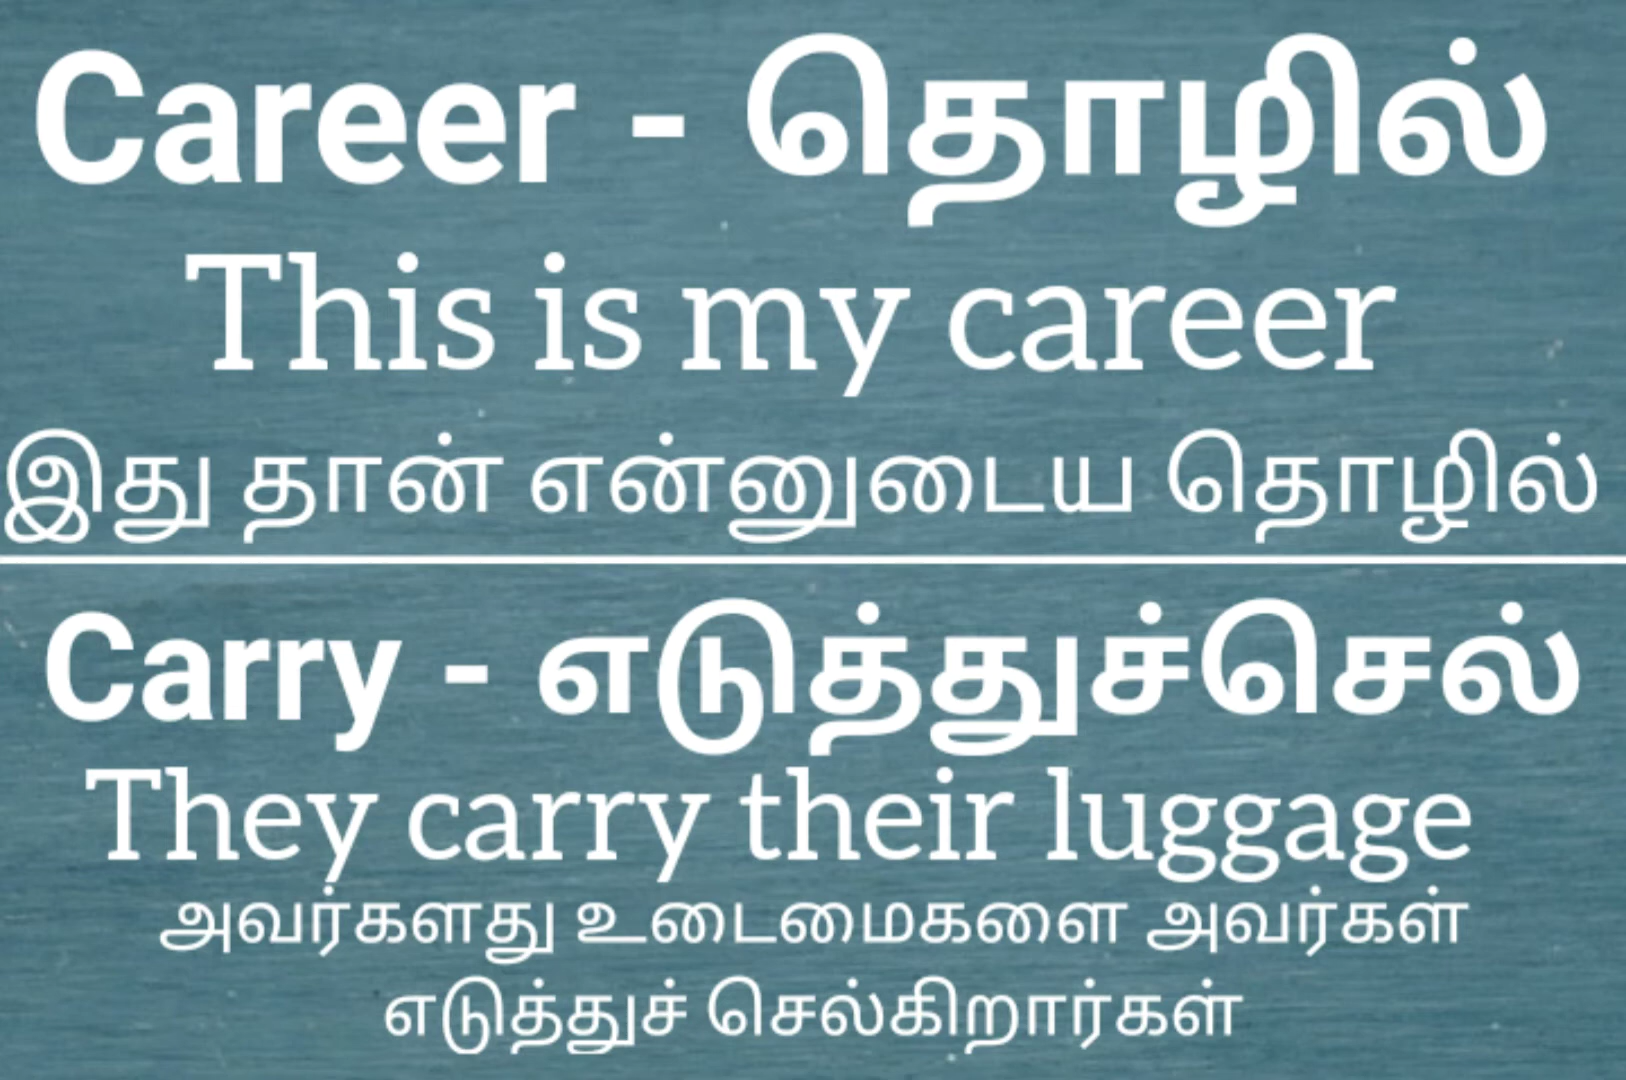 Career - தொழில்
This is my career
இது தான் என்னுடைய தொழில்
Carry - எடுத்துச்செல்
They carry their luggage
அவர்களது உடைமைகளை அவர்கள்
எடுத்துச் செல்கிறார்கள்